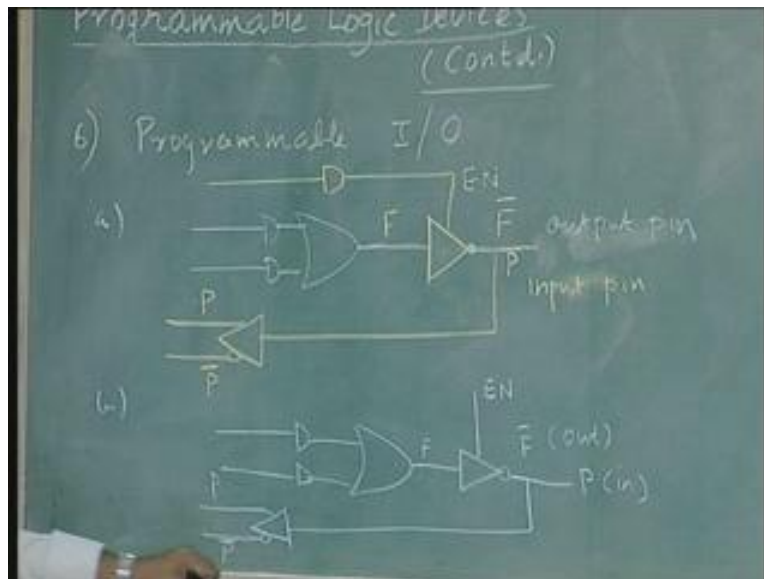 Programmable Logic Devices
(Contd.)
6) Programmable I/O
EN
a)
F
F̅
output pin
P
Input pin
P
P̅
EN
F
F̅ (out)
P (in)
P
P̅